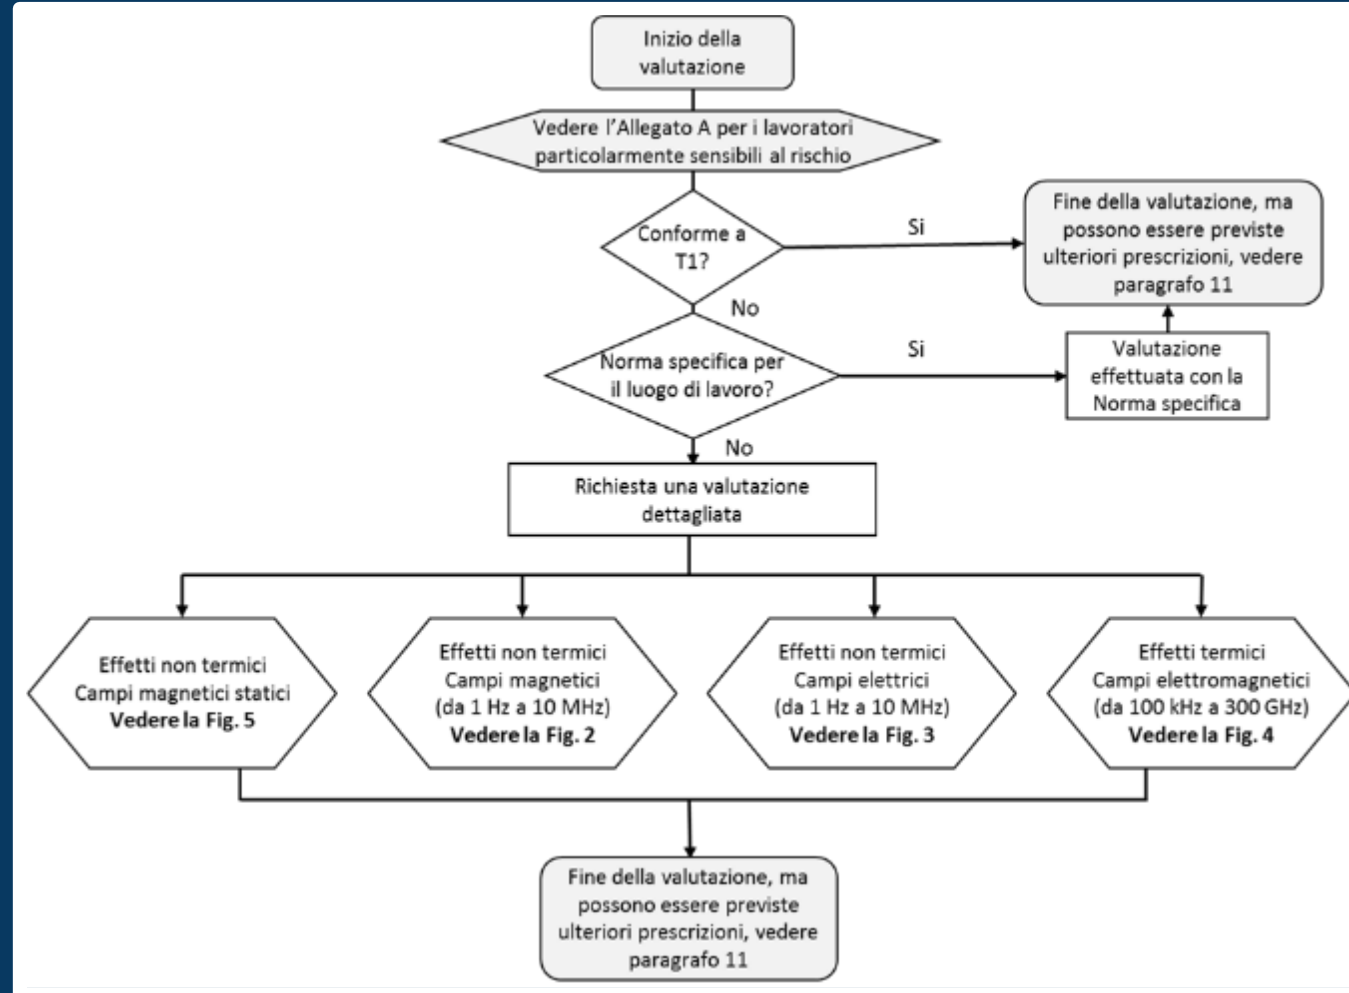 Inizio della
valutazione
Vedere l'Allegato A per i lavoratori
particolarmente sensibili al rischio
Conforme a
T1?
Si
Fine della valutazione, ma
possono essere previste
ulteriori prescrizioni, vedere
paragrafo 11
No
Norma specifica per
il luogo di lavoro?
Si
Valutazione
effettuata con la
Norma specifica
No
Richiesta una valutazione
dettagliata
Effetti non termici
Campi magnetici statici
Vedere la Fig. 5
Effetti non termici
Campi magnetici
(da 1 Hz a 10 MHz)
Vedere la Fig. 2
Effetti non termici
Campi elettrici
(da 1 Hz a 10 MHz)
Vedere la Fig. 3
Effetti termici
Campi elettromagnetici
(da 100 kHz a 300 GHz)
Vedere la Fig. 4
Fine della valutazione, ma
possono essere previste
ulteriori prescrizioni, vedere
paragrafo 11